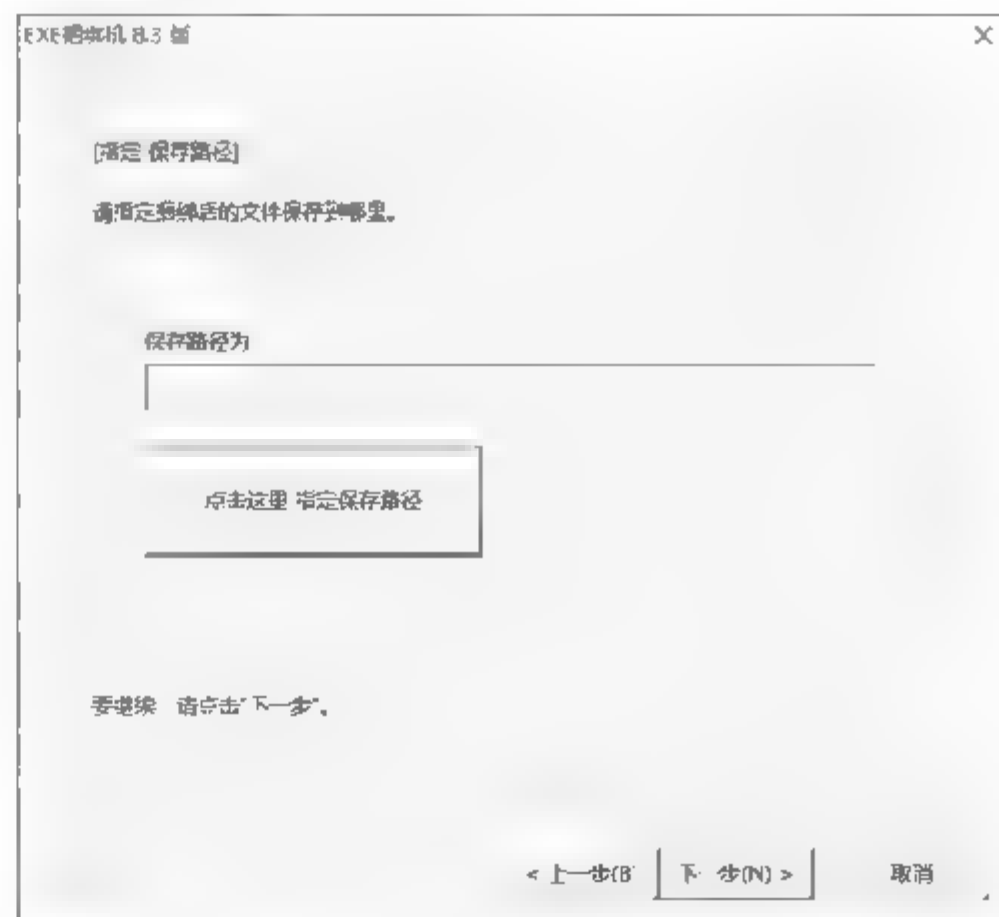 EXE捆绑机 8.3 版
[指定 保存路径]
请指定捆绑后的文件保存到哪里。
保存路径为
点击这里 指定保存路径
要继续 请点击"下一步"。
< 上一步(B
下一步(N) >
取消